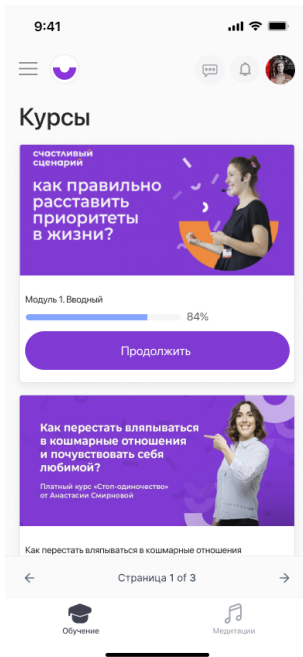 9:41
Курсы
счастливый
сценарий
как правильно
расставить
приоритеты
в жизни?
Модуль 1. Вводный
84%
Продолжить
Как перестать вляпываться
в кошмарные отношения
и почувствовать себя
любимой?
Платный курс «Стоп-одиночество»
от Анастасии Смирновой
Как перестать вляпываться в кошмарные отношения
Страница 1 of 3
Обучение
Медитации